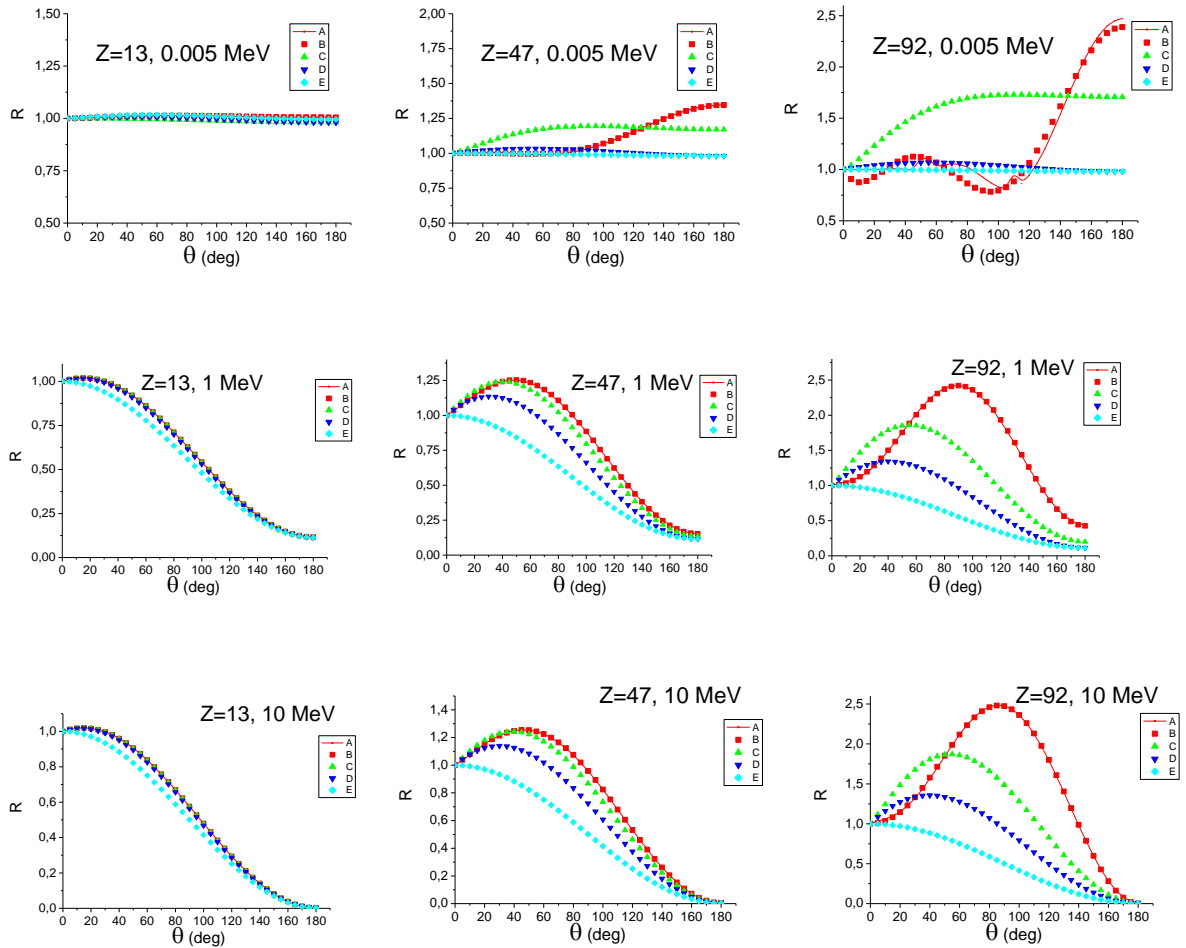 1,50
1,25
1,00
0,75
0,50
R
Z=13, 0.005 MeV
A
B
C
D
E
0 20 40 60 80 100 120 140 160 180
θ (deg)
2,00
1,75
1,50
1,25
1,00
0,75
0,50
R
Z=47, 0.005 MeV
A
B
C
D
E
0 20 40 60 80 100 120 140 160 180
θ (deg)
2,5
2,0
1,5
1,0
0,5
R
Z=92, 0.005 MeV
A
B
C
D
E
0 20 40 60 80 100 120 140 160 180
θ (deg)
1,00
0,75
0,50
0,25
0,00
R
Z=13, 1 MeV
A
B
C
D
E
0 20 40 60 80 100 120 140 160 180
θ (deg)
1,25
1,00
0,75
0,50
0,25
0,00
R
Z=47, 1 MeV
A
B
C
D
E
0 20 40 60 80 100 120 140 160 180
θ (deg)
2,5
2,0
1,5
1,0
0,5
0,0
R
Z=92, 1 MeV
A
B
C
D
E
0 20 40 60 80 100 120 140 160 180
θ (deg)
1,0
0,8
0,6
0,4
0,2
0,0
R
Z=13, 10 MeV
A
B
C
D
E
0 20 40 60 80 100 120 140 160 180
θ (deg)
1,4
1,2
1,0
0,8
0,6
0,4
0,2
0,0
R
Z=47, 10 MeV
A
B
C
D
E
0 20 40 60 80 100 120 140 160 180
θ (deg)
2,5
2,0
1,5
1,0
0,5
0,0
R
Z=92, 10 MeV
A
B
C
D
E
0 20 40 60 80 100 120 140 160 180
θ (deg)